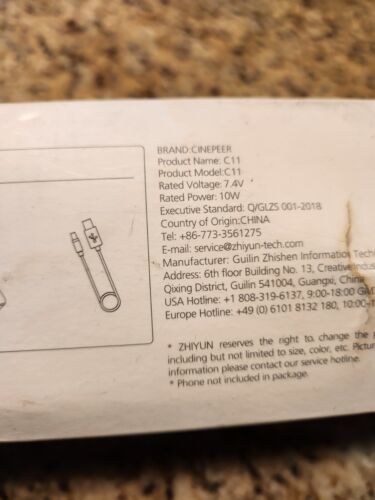 BRAND:CINEPEER
Product Name: C11
Product Model:C11
Rated Voltage: 7.4V
Rated Power: 10W
Executive Standard: Q/GLZS 001-2018
Country of Origin:CHINA
Tel: +86-773-3561275
E-mail: service@zhiyun-tech.com
Manufacturer: Guilin Zhishen Information
Address: 6th floor Building No. 13, Creative
Qixing District, Guilin 541004, Guangxi, China
USA Hotline: +1 808-319-6137, 9:00-18:00
Europe Hotline: +49 (0) 6101 8132 180,
* ZHIYUN reserves the right to change the
including but not limited to size, color, etc.
information please contact our service hotline.
* Phone not included in package.